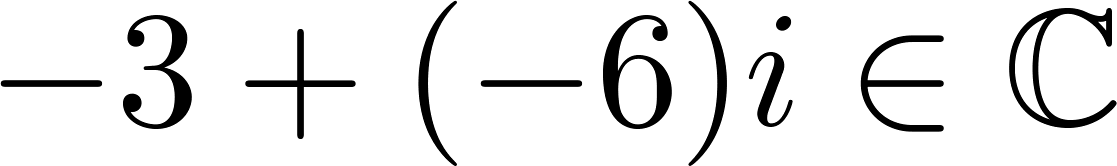 −3 + (−6)i ∈ ℂ